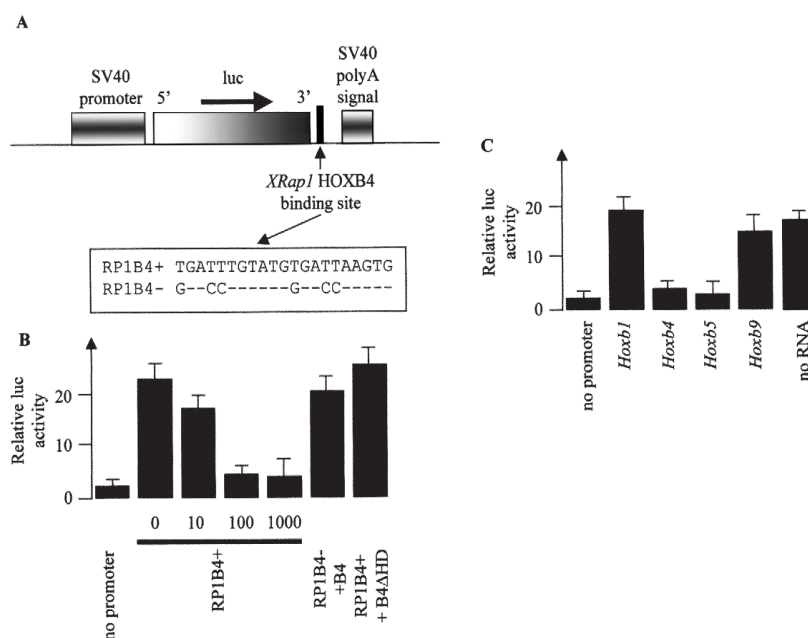 A
SV40
promoter
5’
luc
3’
SV40
polyA
signal
XRap1 HOXB4
binding site
RP1B4+ TGATTTGTATGTGATTAAGTG
RP1B4- G--CC------G--CC-----
B
Relative luc
activity
20
10
0
no promoter
0
10
100
1000
RP1B4+
RP1B4-
+B4
RP1B4+
+ B4ΔHD
C
Relative luc
activity
20
10
0
no promoter
Hoxb1
Hoxb4
Hoxb5
Hoxb9
no RNA